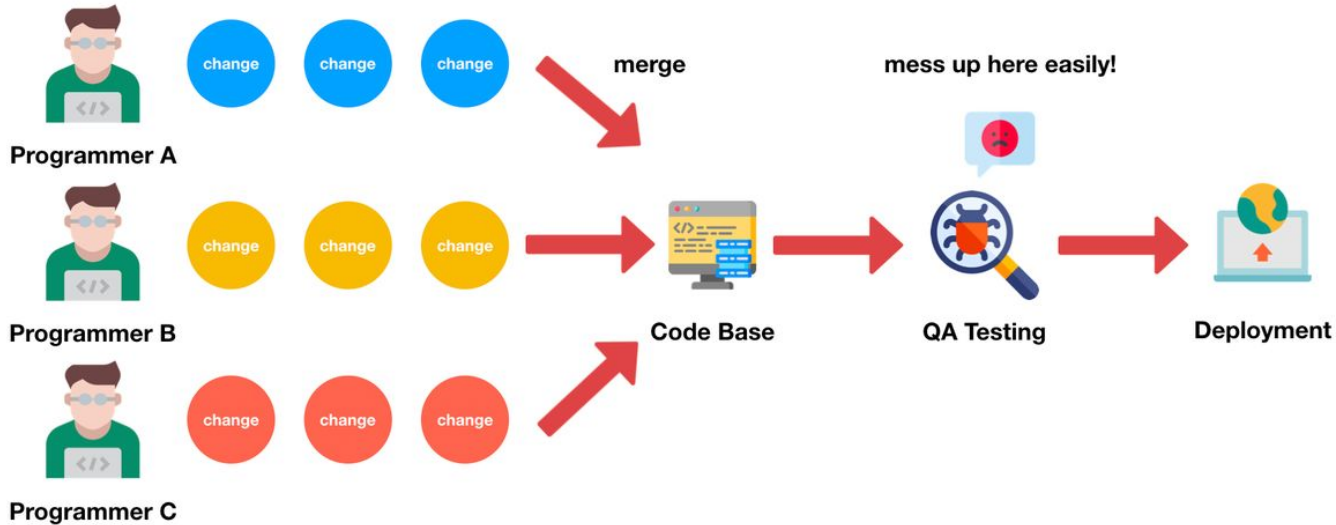 change change change
merge
mess up here easily!
Programmer A
</>
change change change
Programmer B
</>
</>
Code Base
QA Testing
Deployment
change change change
Programmer C
</>